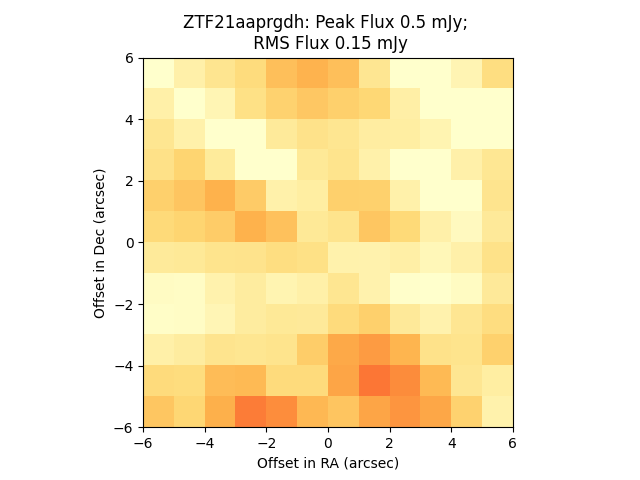 ZTF21aaprgdh: Peak Flux 0.5 mJy;
RMS Flux 0.15 mJy
6
4
2
0
−2
−4
−6
Offset in Dec (arcsec)
−6 −4 −2 0 2 4 6
Offset in RA (arcsec)